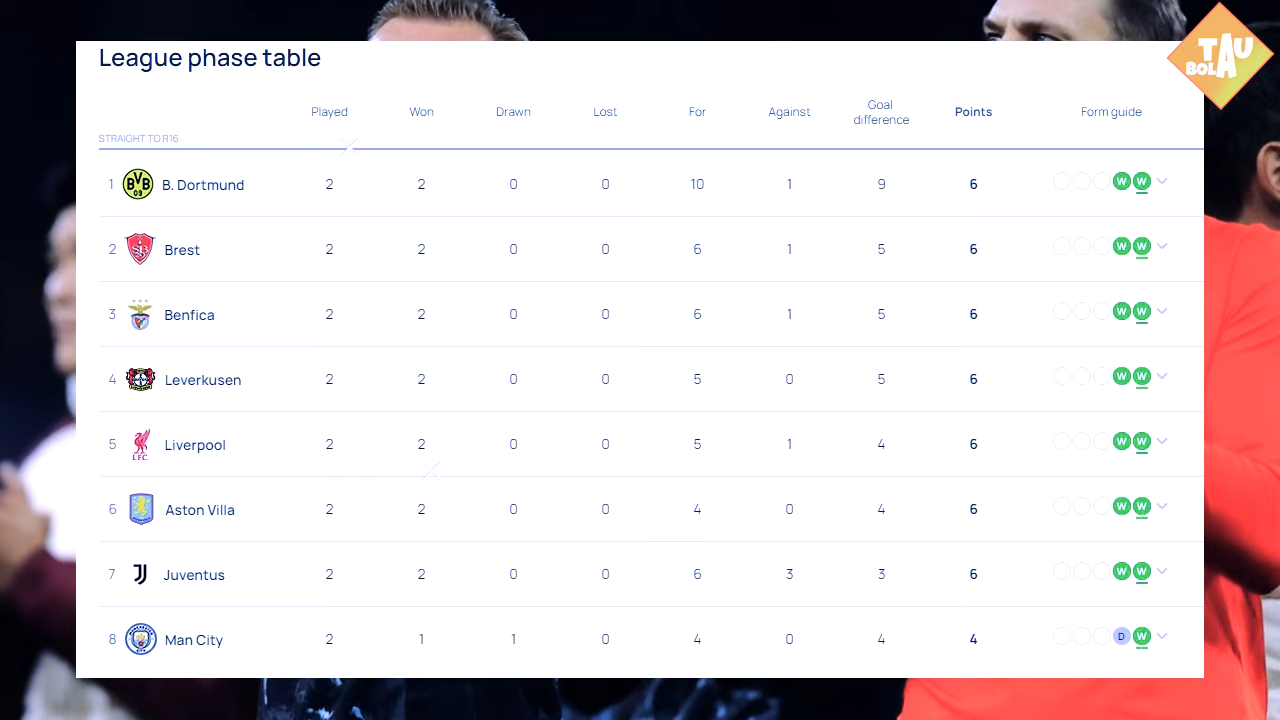 League phase table
TAU
BOLA
Played Won Drawn Lost For Against Goal difference Points Form guide
STRAIGHT TO R16
1 BVB 09 B. Dortmund 2 2 0 0 10 1 9 6 W W
2 Brest 2 2 0 0 6 1 5 6 W W
3 Benfica 2 2 0 0 6 1 5 6 W W
4 Leverkusen 2 2 0 0 5 0 5 6 W W
5 L.F.C. Liverpool 2 2 0 0 5 1 4 6 W W
6 Aston Villa 2 2 0 0 4 0 4 6 W W
7 Juventus 2 2 0 0 6 3 3 6 W W
8 Man City 2 1 1 0 4 0 4 4 D W